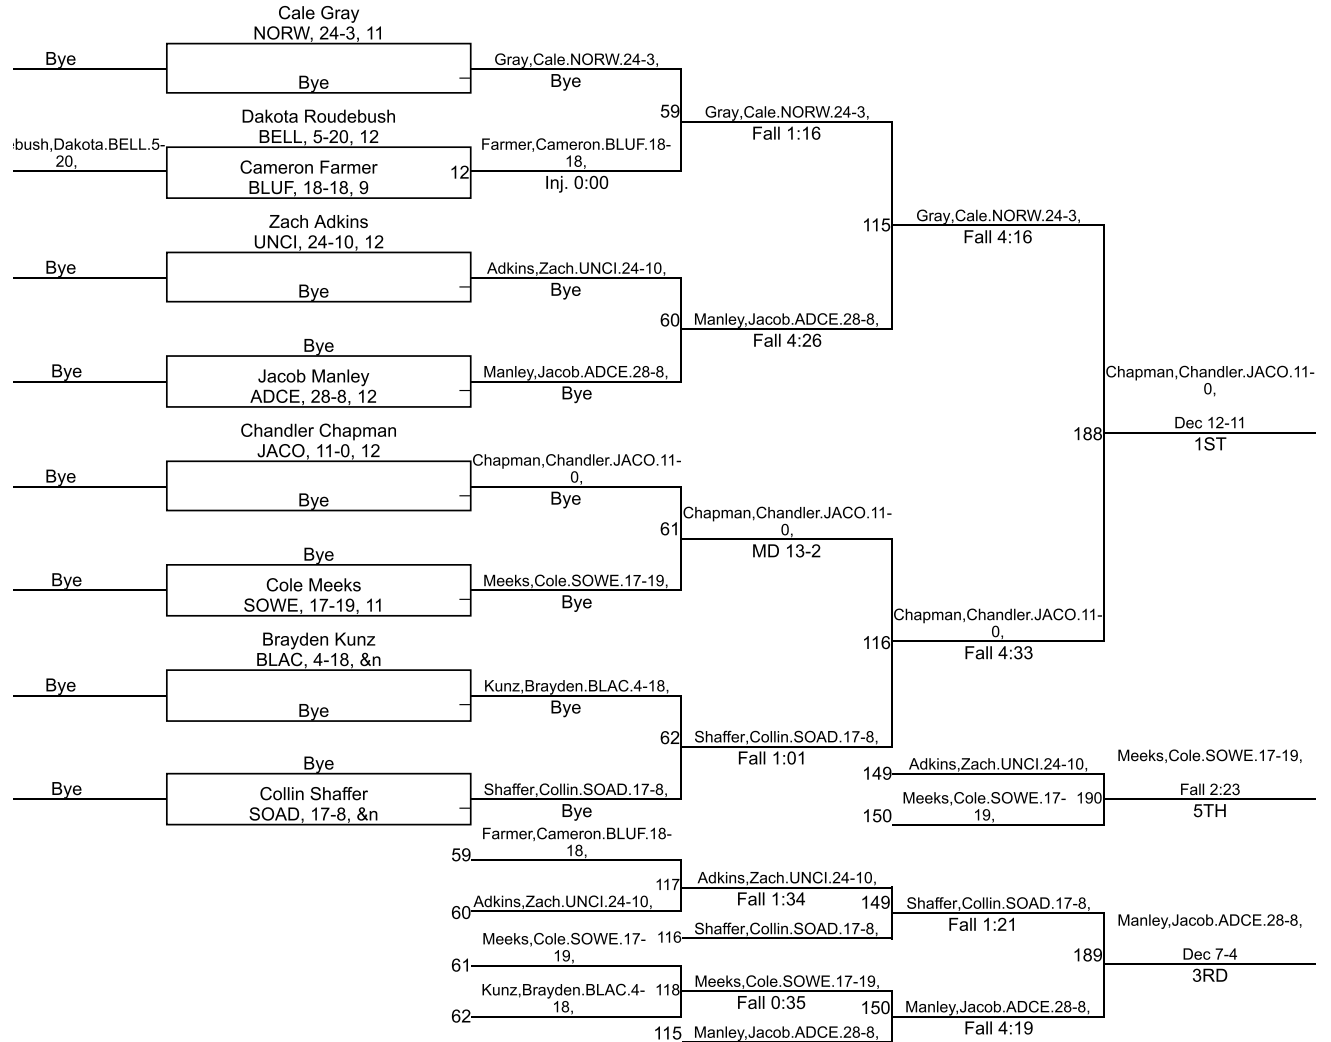 Cale Gray
NORW, 24-3, 11
Bye
Bye
Gray,Cale.NORW.24-3,
Bye
59
Gray,Cale.NORW.24-3,
Fall 1:16
Dakota Roudebush
BELL, 5-20, 12
ebush,Dakota.BELL.5-
20,
Cameron Farmer
BLUF, 18-18, 9
12
Farmer,Cameron.BLUF.18-
18,
Inj. 0:00
Zach Adkins
UNCI, 24-10, 12
115
Gray,Cale.NORW.24-3,
Fall 4:16
Bye
Bye
Adkins,Zach.UNCI.24-10,
Bye
60
Manley,Jacob.ADCE.28-8,
Fall 4:26
Bye
Bye
Jacob Manley
ADCE, 28-8, 12
Manley,Jacob.ADCE.28-8,
Bye
Chapman,Chandler.JACO.11-
0,
Dec 12-11
188
1ST
Chandler Chapman
JACO, 11-0, 12
Bye
Bye
Chapman,Chandler.JACO.11-
0,
Bye
61
Chapman,Chandler.JACO.11-
0,
MD 13-2
Bye
Bye
Cole Meeks
SOWE, 17-19, 11
Meeks,Cole.SOWE.17-19,
Bye
Brayden Kunz
BLAC, 4-18, &n
116
Chapman,Chandler.JACO.11-
0,
Fall 4:33
Bye
Bye
Kunz,Brayden.BLAC.4-18,
Bye
62
Shaffer,Collin.SOAD.17-8,
Fall 1:01
Bye
Bye
Collin Shaffer
SOAD, 17-8, &n
Shaffer,Collin.SOAD.17-8,
Bye
149
Adkins,Zach.UNCI.24-10,
150
Meeks,Cole.SOWE.17-
19,
190
Meeks,Cole.SOWE.17-19,
Fall 2:23
5TH
59
Farmer,Cameron.BLUF.18-
18,
60
Adkins,Zach.UNCI.24-10,
117
Adkins,Zach.UNCI.24-10,
Fall 1:34
116
Shaffer,Collin.SOAD.17-8,
149
Shaffer,Collin.SOAD.17-8,
Fall 1:21
61
Meeks,Cole.SOWE.17-
19,
62
Kunz,Brayden.BLAC.4-
18,
118
Meeks,Cole.SOWE.17-19,
Fall 0:35
115
Manley,Jacob.ADCE.28-8,
150
Manley,Jacob.ADCE.28-8,
Fall 4:19
189
Manley,Jacob.ADCE.28-8,
Dec 7-4
3RD